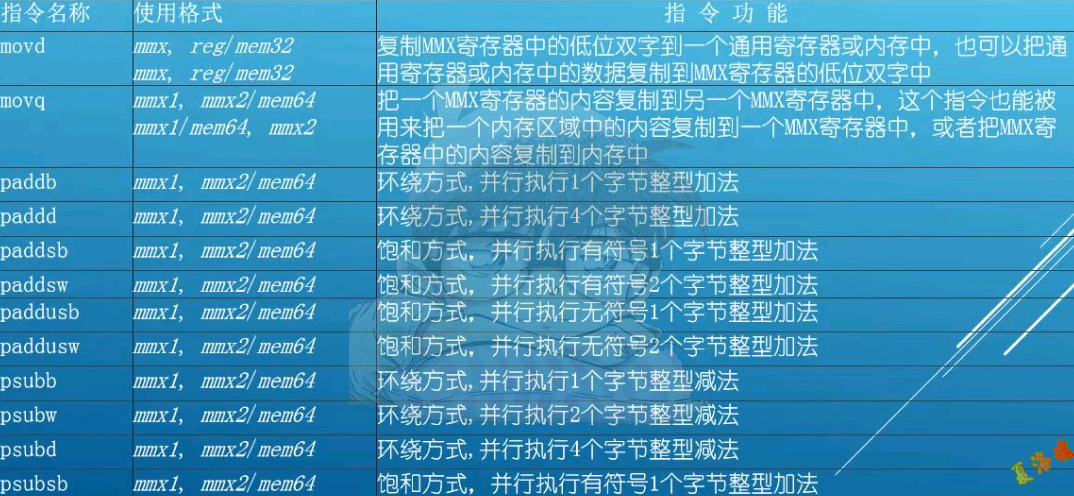 指令名称 使用格式 指 令 功 能
movd mmx, reg/mem32 复制MMX寄存器中的低位双字到一个通用寄存器或内存中，也可以把通
mmx, reg/mem32 用寄存器或内存中的数据复制到MMX寄存器的低位双字中
movq mmx1, mmx2/mem64 把一个MMX寄存器的内容复制到另一个MMX寄存器中，这个指令也能被
mmx1/mem64, mmx2 用来把一个内存区域中的内容复制到一个MMX寄存器中，或者把MMX寄
存器中的内容复制到内存中
paddb mmx1, mmx2/mem64 环绕方式,并行执行1个字节整型加法
paddd mmx1, mmx2/mem64 环绕方式,并行执行4个字节整型加法
paddsb mmx1, mmx2/mem64 饱和方式，并行执行有符号1个字节整型加法
paddsw mmx1, mmx2/mem64 饱和方式，并行执行有符号2个字节整型加法
paddusb mmx1, mmx2/mem64 饱和方式，并行执行无符号1个字节整型加法
paddusw mmx1, mmx2/mem64 饱和方式，并行执行无符号2个字节整型加法
psubb mmx1, mmx2/mem64 环绕方式,并行执行1个字节整型减法
psubw mmx1, mmx2/mem64 环绕方式,并行执行2个字节整型减法
psubd mmx1, mmx2/mem64 环绕方式,并行执行4个字节整型减法
psubsb mmx1, mmx2/mem64 饱和方式，并行执行有符号1个字节整型减法